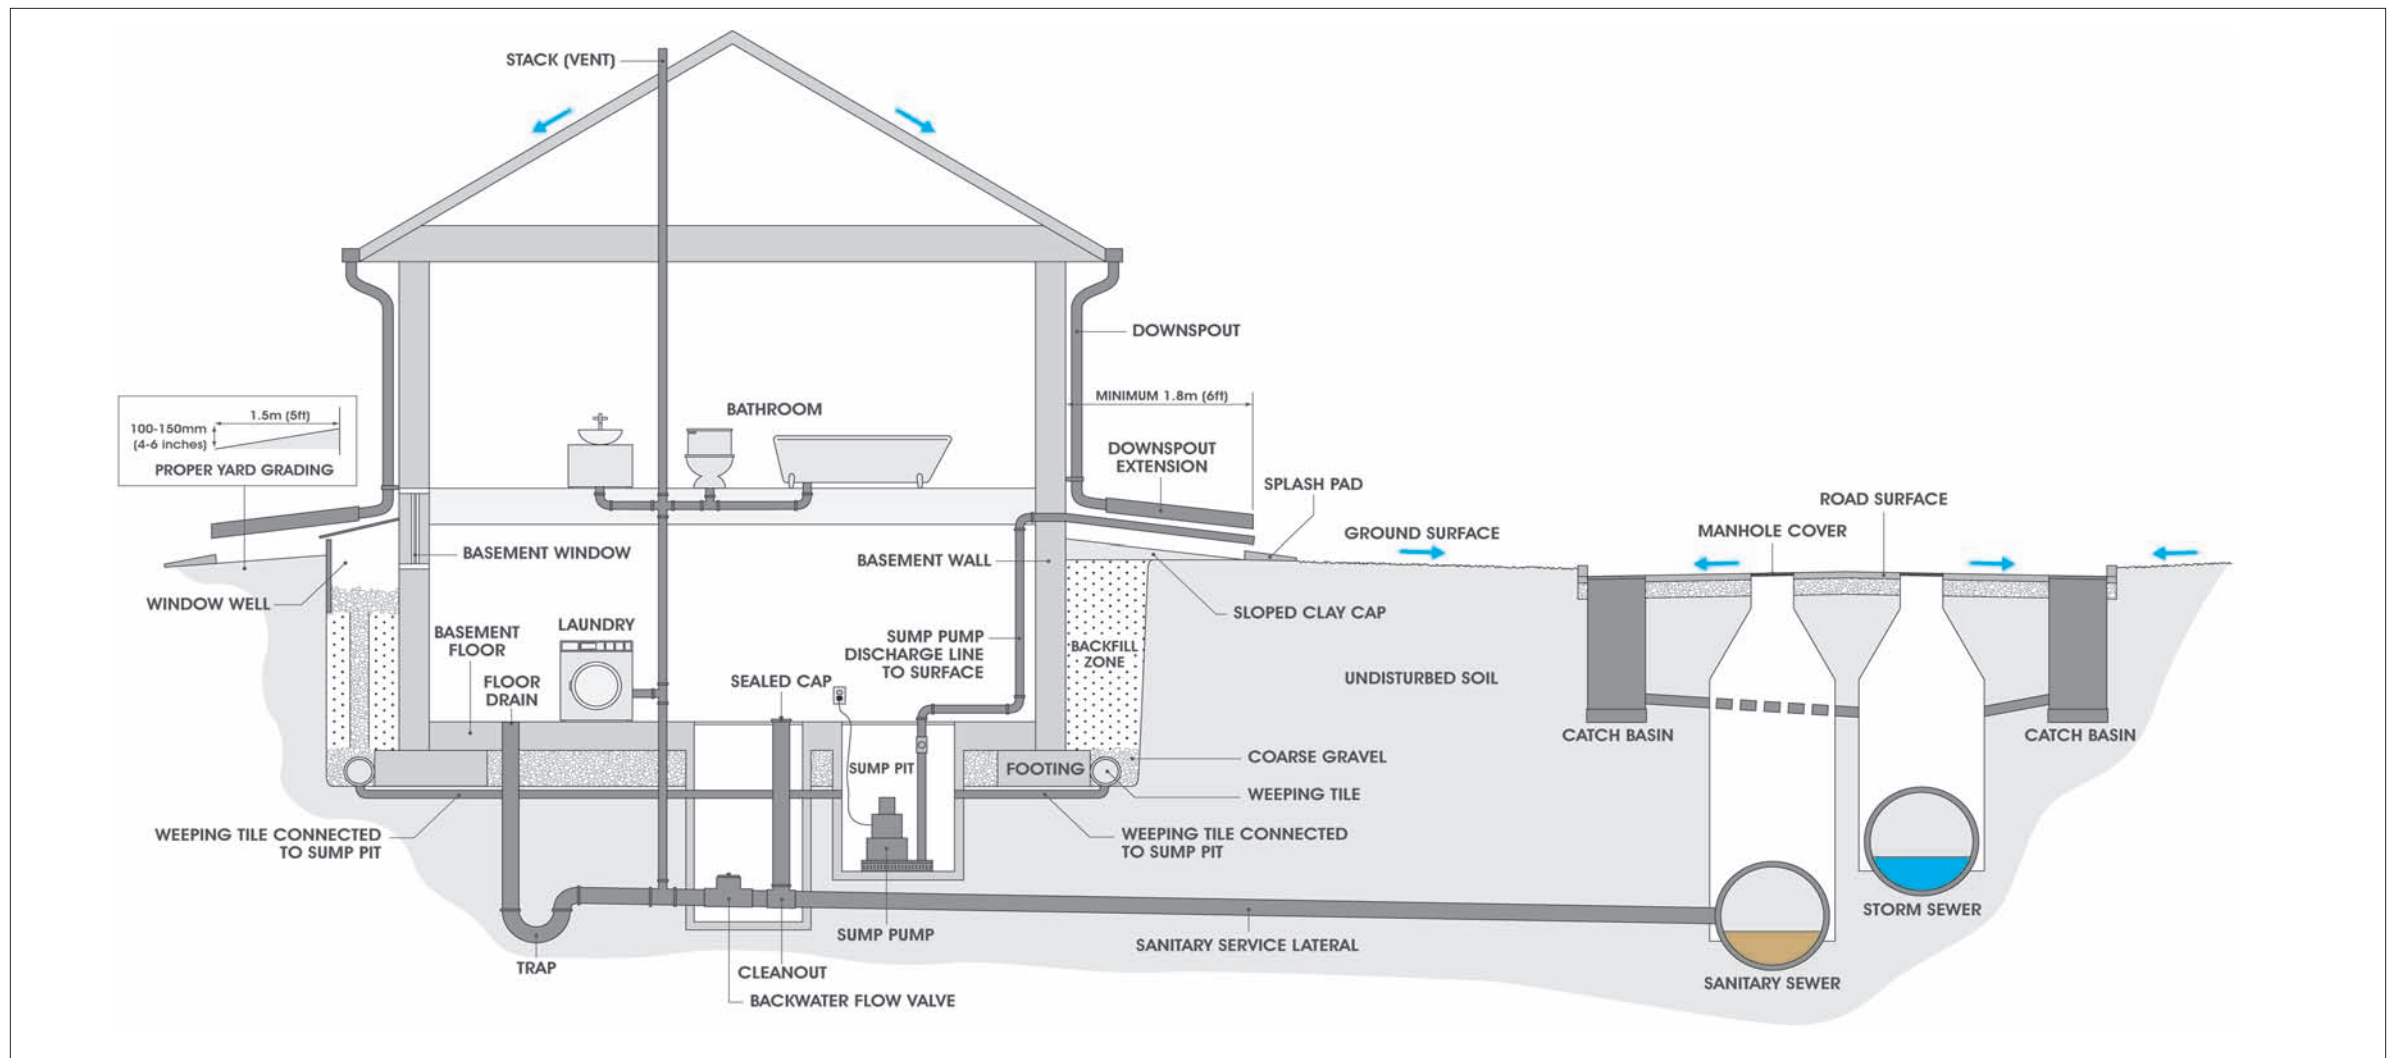 STACK (VENT)
DOWNSPOUT
MINIMUM 1.8m (6ft)
1.5m (5ft)
100-150mm
(4-6 inches)
PROPER YARD GRADING
BATHROOM
DOWNSPOUT
EXTENSION
SPLASH PAD
ROAD SURFACE
MANHOLE COVER
GROUND SURFACE
BASEMENT WINDOW
BASEMENT WALL
WINDOW WELL
SLOPED CLAY CAP
LAUNDRY
BASEMENT
FLOOR
SUMP PUMP
DISCHARGE LINE
TO SURFACE
BACKFILL
ZONE
UNDISTURBED SOIL
FLOOR
DRAIN
SEALED CAP
CATCH BASIN
CATCH BASIN
COARSE GRAVEL
SUMP PIT
FOOTING
WEEPING TILE
WEEPING TILE CONNECTED
TO SUMP PIT
WEEPING TILE CONNECTED
TO SUMP PIT
STORM SEWER
SUMP PUMP
SANITARY SERVICE LATERAL
TRAP
CLEANOUT
SANITARY SEWER
BACKWATER FLOW VALVE